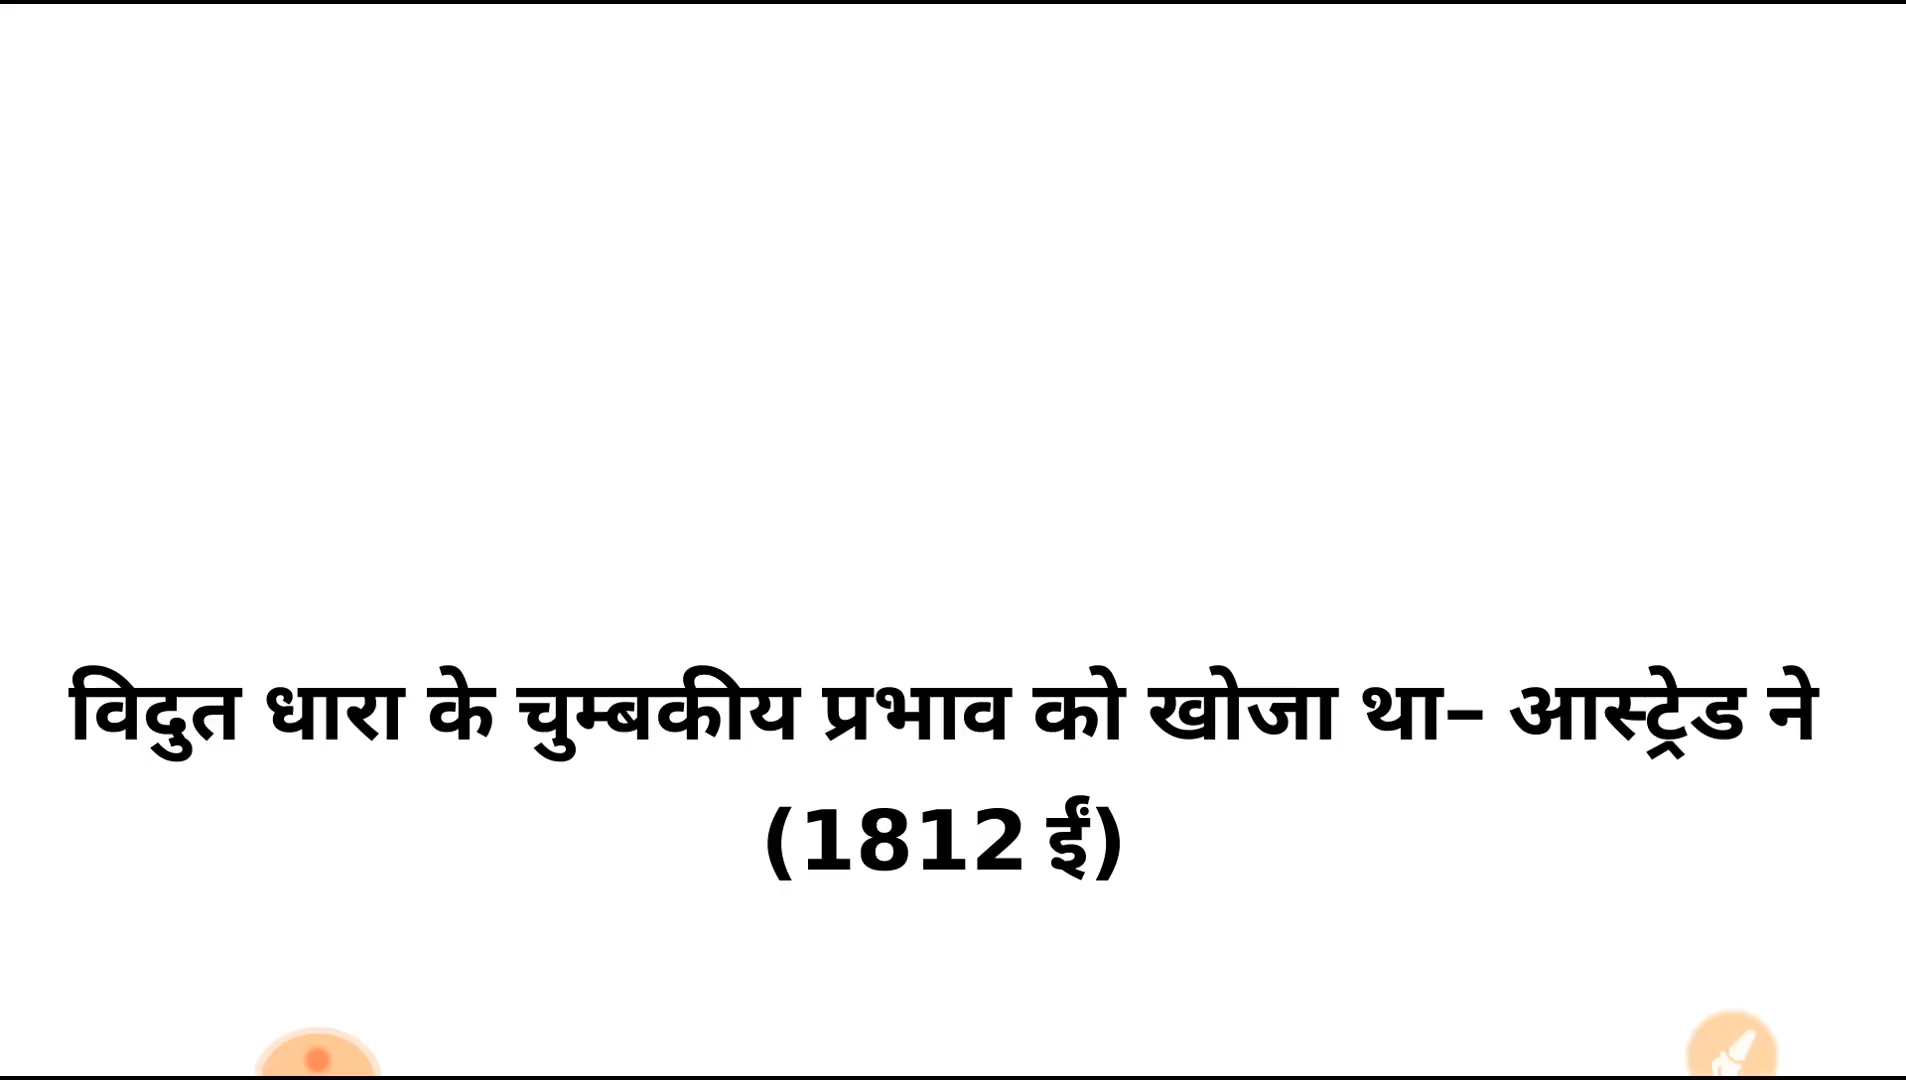 विदुत धारा के चुम्बकीय प्रभाव को खोजा था– आस्ट्रेड ने
(1812 ईं)